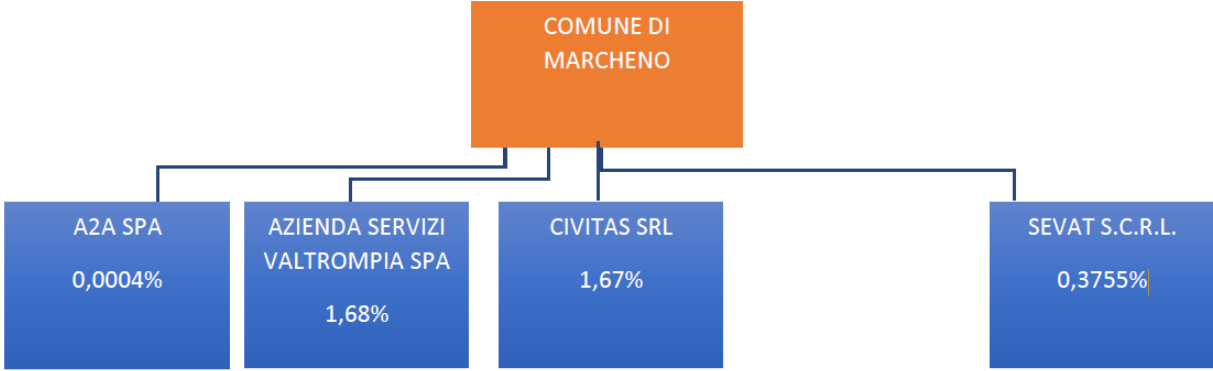 COMUNE DI
MARCHENO
A2A SPA
0,0004%
AZIENDA SERVIZI
VALTROMPIA SPA
1,68%
CIVITAS SRL
1,67%
SEVAT S.C.R.L.
0,3755%